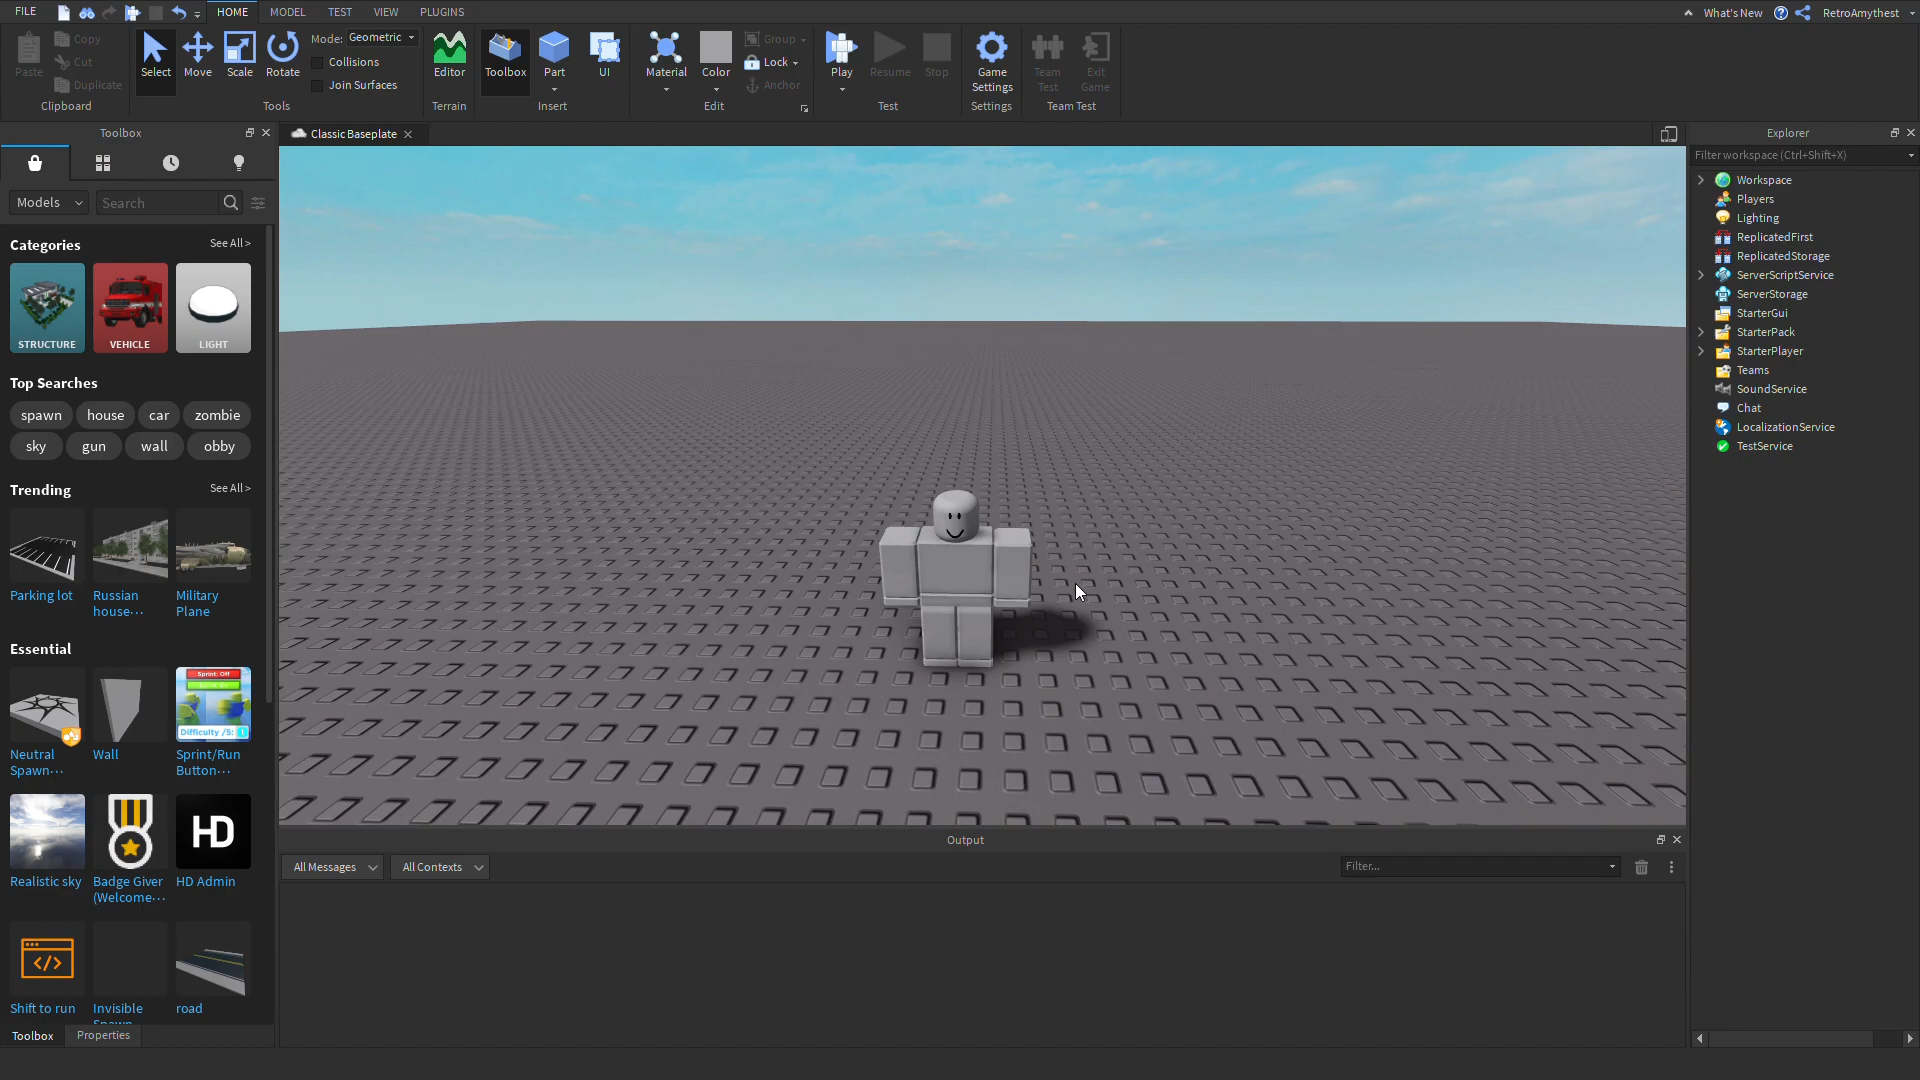 FILE HOME MODEL TEST VIEW PLUGINS What's New RetroAmythest
Copy Mode: Geometric Group
Cut Collisions Lock
Paste Select Move Scale Rotate Editor Toolbox Part UI Material Color Play Resume Stop Game Settings Team Test Exit Game
Duplicate Join Surfaces Anchor
Clipboard Tools Terrain Insert Edit Test Settings Team Test
Toolbox
Models Search
Categories See All >
STRUCTURE VEHICLE LIGHT
Top Searches
spawn house car zombie
sky gun wall obby
Trending See All >
Parking lot Russian house... Military Plane
Essential
Sprint: Off
Difficulty /5: 1
Neutral Spawn... Wall Sprint/Run Button...
HD
Realistic sky Badge Giver (Welcome... HD Admin
</>
Shift to run Invisible Spawn road
Toolbox Properties
Classic Baseplate
Output
All Messages All Contexts Filter...
Explorer
Filter workspace (Ctrl+Shift+X)
Workspace
Players
Lighting
ReplicatedFirst
ReplicatedStorage
ServerScriptService
ServerStorage
StarterGui
StarterPack
StarterPlayer
Teams
SoundService
Chat
LocalizationService
TestService